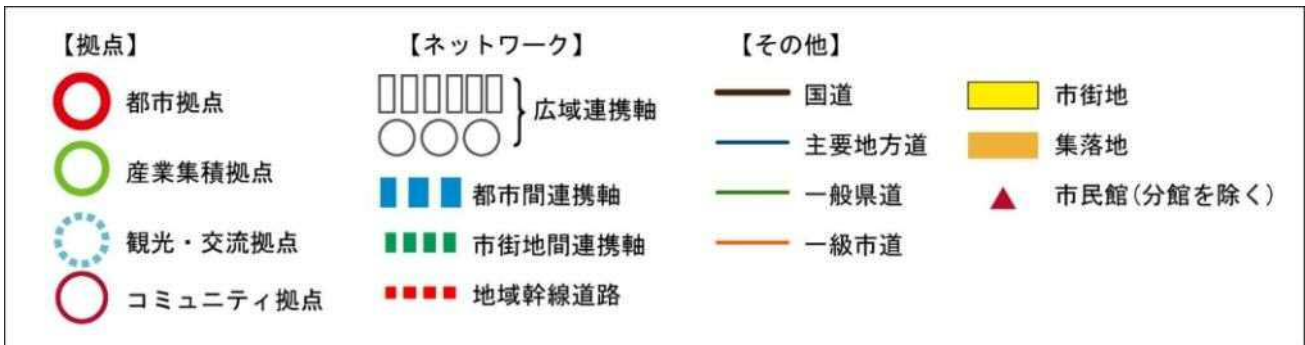 【拠点】
都市拠点
産業集積拠点
観光・交流拠点
コミュニティ拠点
【ネットワーク】
広域連携軸
都市間連携軸
市街地間連携軸
地域幹線道路
【その他】
国道
主要地方道
一般県道
一級市道
市街地
集落地
市民館(分館を除く)